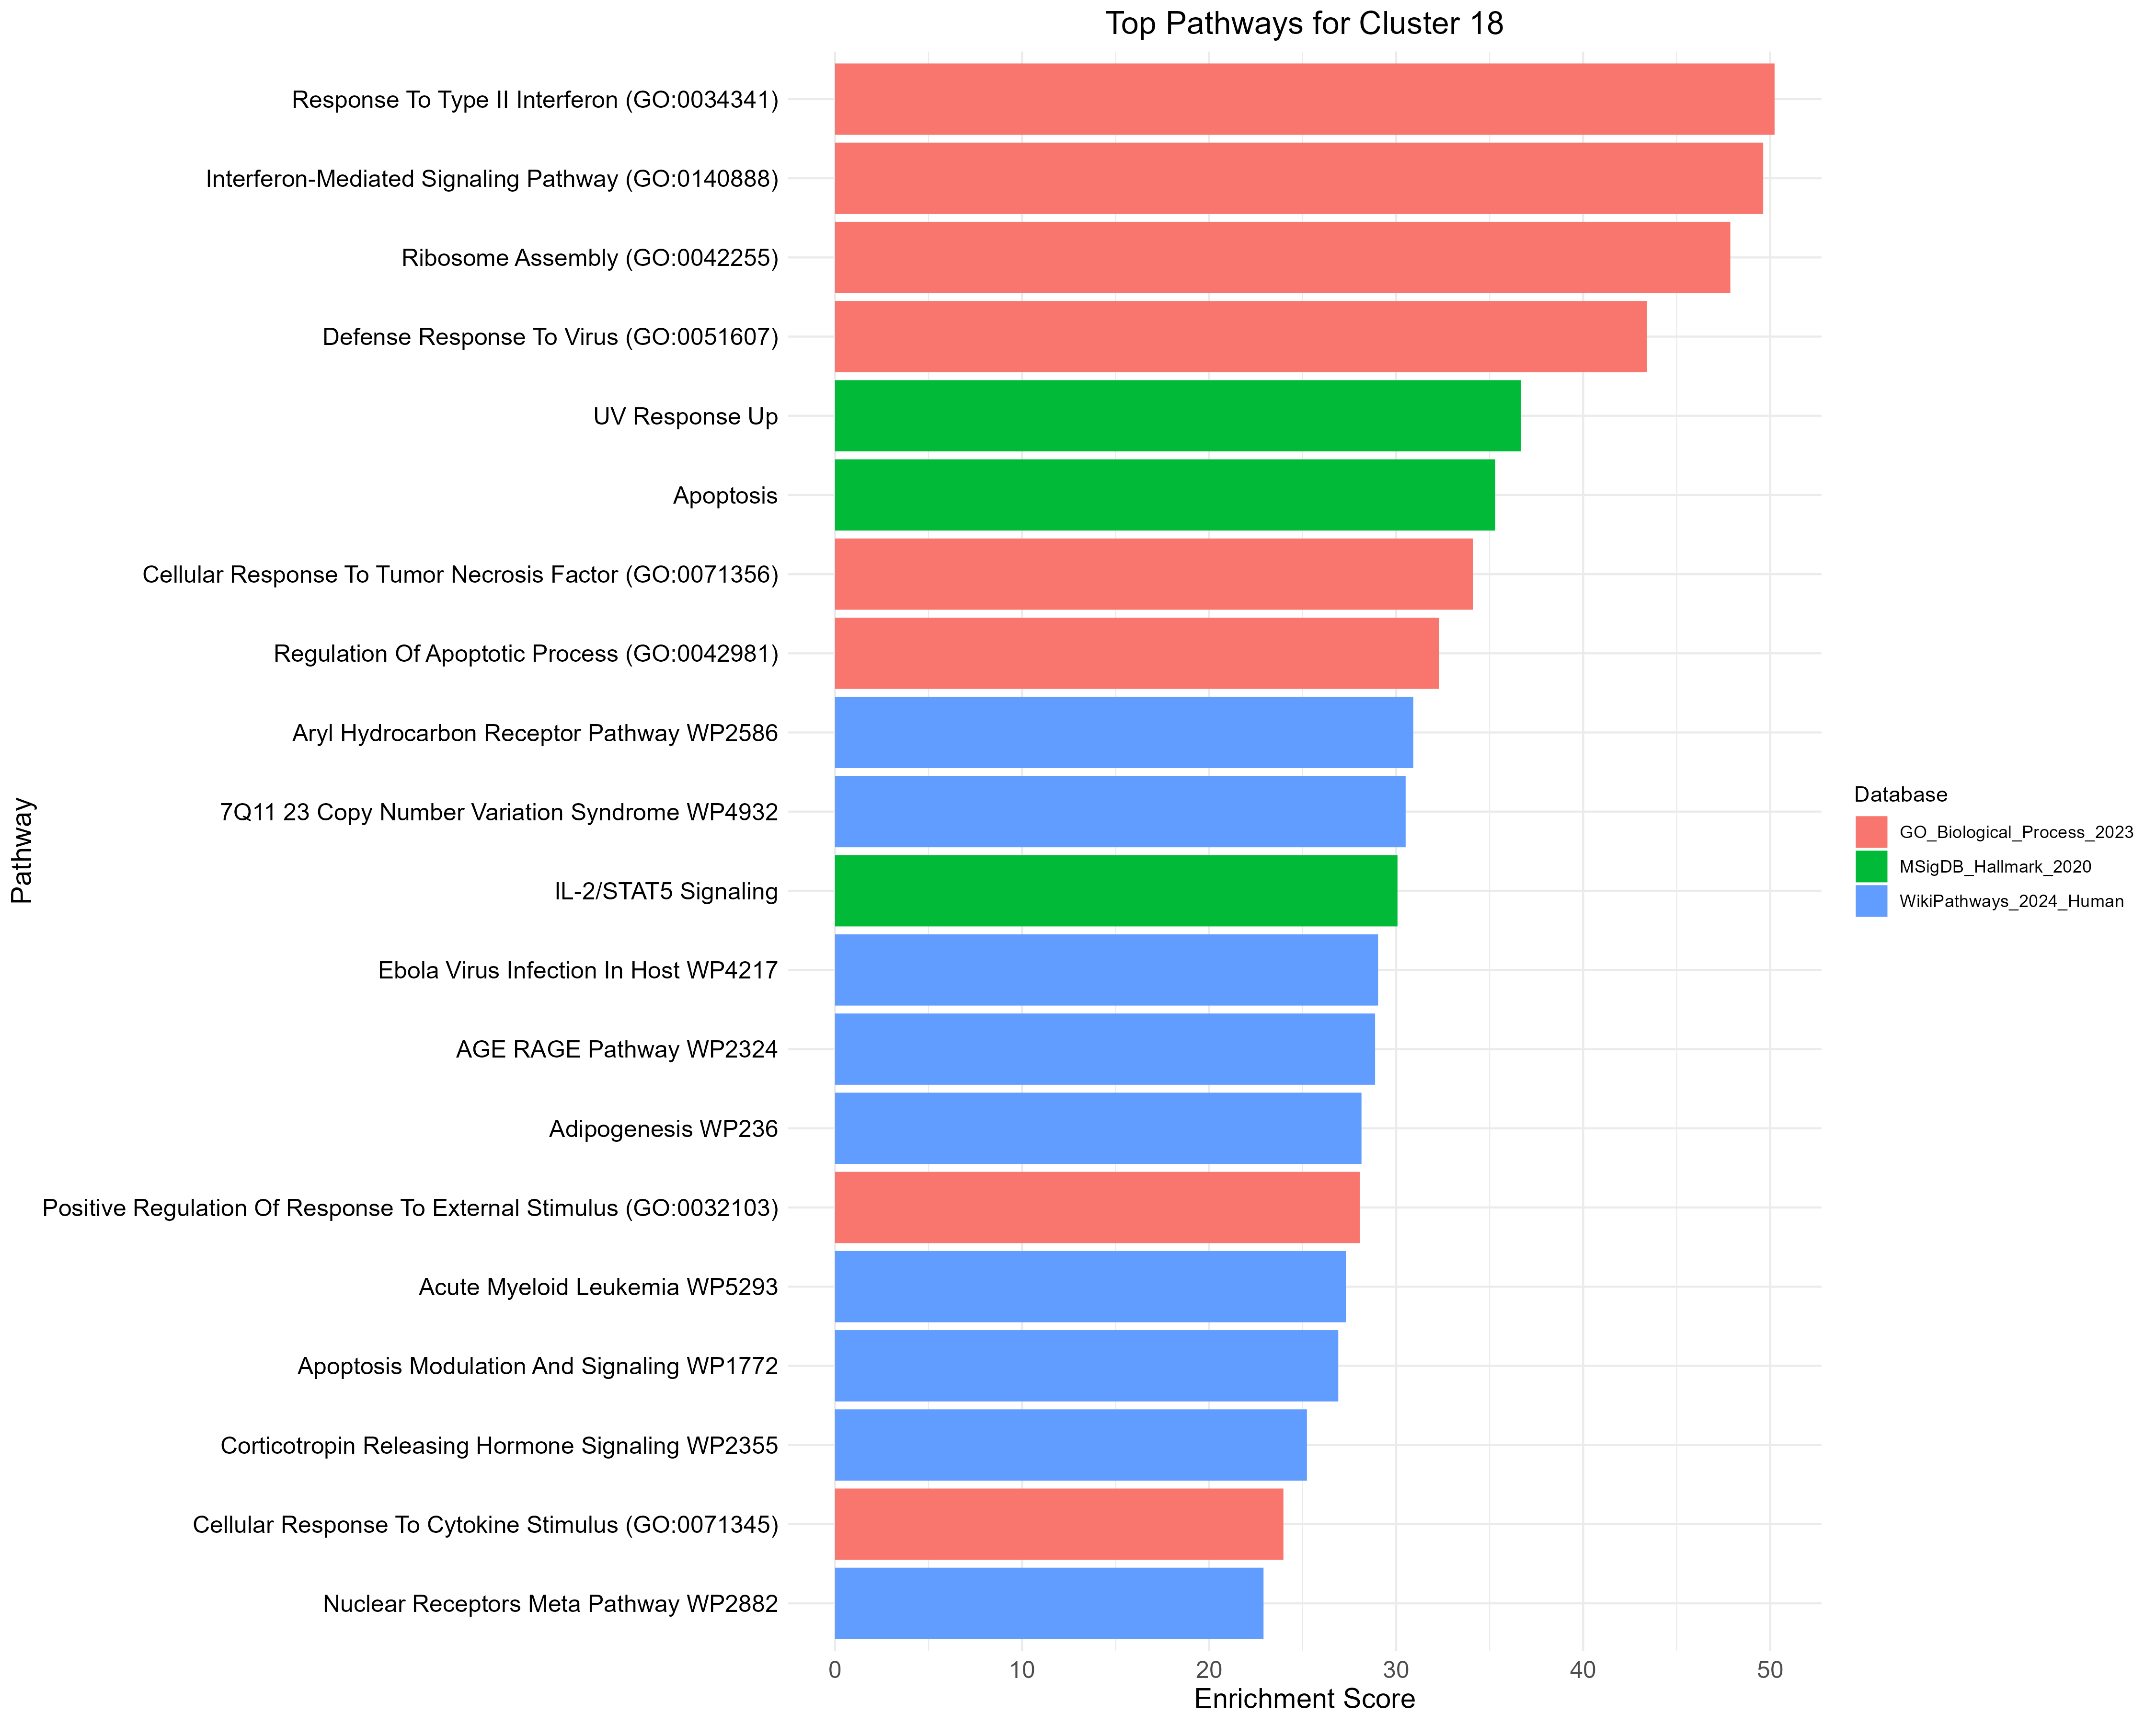 Top Pathways for Cluster 18
Pathway
Response To Type II Interferon (GO:0034341)
Interferon-Mediated Signaling Pathway (GO:0140888)
Ribosome Assembly (GO:0042255)
Defense Response To Virus (GO:0051607)
UV Response Up
Apoptosis
Cellular Response To Tumor Necrosis Factor (GO:0071356)
Regulation Of Apoptotic Process (GO:0042981)
Aryl Hydrocarbon Receptor Pathway WP2586
7Q11 23 Copy Number Variation Syndrome WP4932
IL-2/STAT5 Signaling
Ebola Virus Infection In Host WP4217
AGE RAGE Pathway WP2324
Adipogenesis WP236
Positive Regulation Of Response To External Stimulus (GO:0032103)
Acute Myeloid Leukemia WP5293
Apoptosis Modulation And Signaling WP1772
Corticotropin Releasing Hormone Signaling WP2355
Cellular Response To Cytokine Stimulus (GO:0071345)
Nuclear Receptors Meta Pathway WP2882
0 10 20 30 40 50
Enrichment Score
Database
GO_Biological_Process_2023
MSigDB_Hallmark_2020
WikiPathways_2024_Human